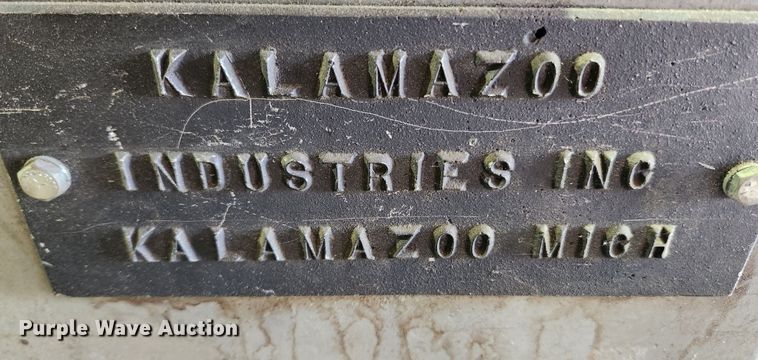 KALAMAZOO
INDUSTRIES INC
KALAMAZOO MICH
Purple Wave Auction